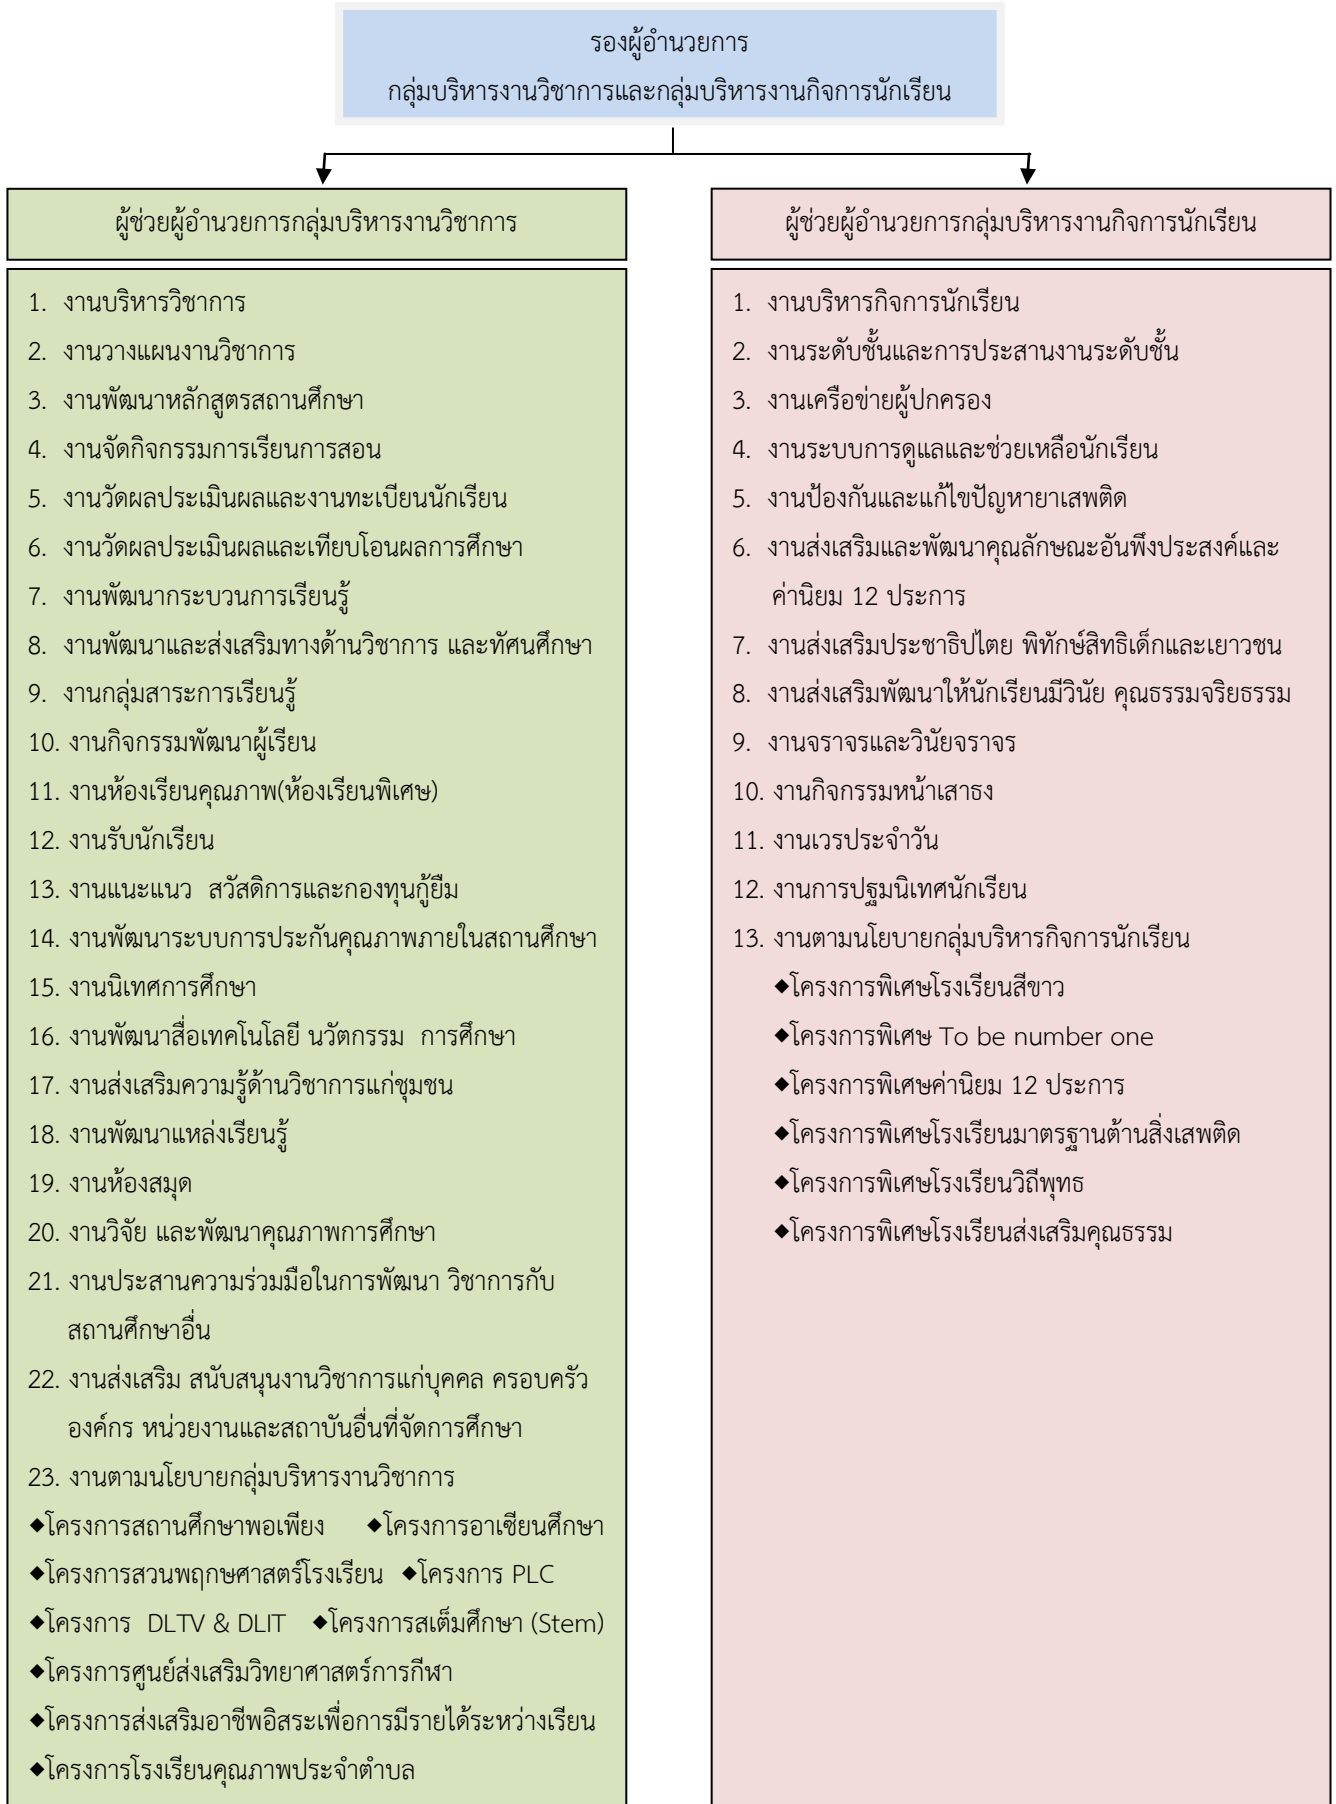 รองผู้อำนวยการ
กลุ่มบริหารงานวิชาการและกลุ่มบริหารงานกิจการนักเรียน
ผู้ช่วยผู้อำนวยการกลุ่มบริหารงานวิชาการ
1. งานบริหารวิชาการ
2. งานวางแผนงานวิชาการ
3. งานพัฒนาหลักสูตรสถานศึกษา
4. งานจัดกิจกรรมการเรียนการสอน
5. งานวัดผลประเมินผลและงานทะเบียนนักเรียน
6. งานวัดผลประเมินผลและเทียบโอนผลการศึกษา
7. งานพัฒนากระบวนการเรียนรู้
8. งานพัฒนาและส่งเสริมทางด้านวิชาการ และทัศนศึกษา
9. งานกลุ่มสาระการเรียนรู้
10. งานกิจกรรมพัฒนาผู้เรียน
11. งานห้องเรียนคุณภาพ(ห้องเรียนพิเศษ)
12. งานรับนักเรียน
13. งานแนะแนว สวัสดิการและกองทุนกู้ยืม
14. งานพัฒนาระบบการประกันคุณภาพภายในสถานศึกษา
15. งานนิเทศการศึกษา
16. งานพัฒนาสื่อเทคโนโลยี นวัตกรรม การศึกษา
17. งานส่งเสริมความรู้ด้านวิชาการแก่ชุมชน
18. งานพัฒนาแหล่งเรียนรู้
19. งานห้องสมุด
20. งานวิจัย และพัฒนาคุณภาพการศึกษา
21. งานประสานความร่วมมือในการพัฒนา วิชาการกับ
สถานศึกษาอื่น
22. งานส่งเสริม สนับสนุนงานวิชาการแก่บุคคล ครอบครัว
องค์กร หน่วยงานและสถาบันอื่นที่จัดการศึกษา
23. งานตามนโยบายกลุ่มบริหารงานวิชาการ
◆โครงการสถานศึกษาพอเพียง ◆โครงการอาเซียนศึกษา
◆โครงการสวนพฤกษศาสตร์โรงเรียน ◆โครงการ PLC
◆โครงการ DLTV & DLIT ◆โครงการสเต็มศึกษา (Stem)
◆โครงการศูนย์ส่งเสริมวิทยาศาสตร์การกีฬา
◆โครงการส่งเสริมอาชีพอิสระเพื่อการมีรายได้ระหว่างเรียน
◆โครงการโรงเรียนคุณภาพประจำตำบล
ผู้ช่วยผู้อำนวยการกลุ่มบริหารงานกิจการนักเรียน
1. งานบริหารกิจการนักเรียน
2. งานระดับชั้นและการประสานงานระดับชั้น
3. งานเครือข่ายผู้ปกครอง
4. งานระบบการดูแลและช่วยเหลือนักเรียน
5. งานป้องกันและแก้ไขปัญหายาเสพติด
6. งานส่งเสริมและพัฒนาคุณลักษณะอันพึงประสงค์และ
ค่านิยม 12 ประการ
7. งานส่งเสริมประชาธิปไตย พิทักษ์สิทธิเด็กและเยาวชน
8. งานส่งเสริมพัฒนาให้นักเรียนมีวินัย คุณธรรมจริยธรรม
9. งานจราจรและวินัยจราจร
10. งานกิจกรรมหน้าเสาธง
11. งานเวรประจำวัน
12. งานการปฐมนิเทศนักเรียน
13. งานตามนโยบายกลุ่มบริหารกิจการนักเรียน
◆โครงการพิเศษโรงเรียนสีขาว
◆โครงการพิเศษ To be number one
◆โครงการพิเศษค่านิยม 12 ประการ
◆โครงการพิเศษโรงเรียนมาตรฐานต้านสิ่งเสพติด
◆โครงการพิเศษโรงเรียนวิถีพุทธ
◆โครงการพิเศษโรงเรียนส่งเสริมคุณธรรม